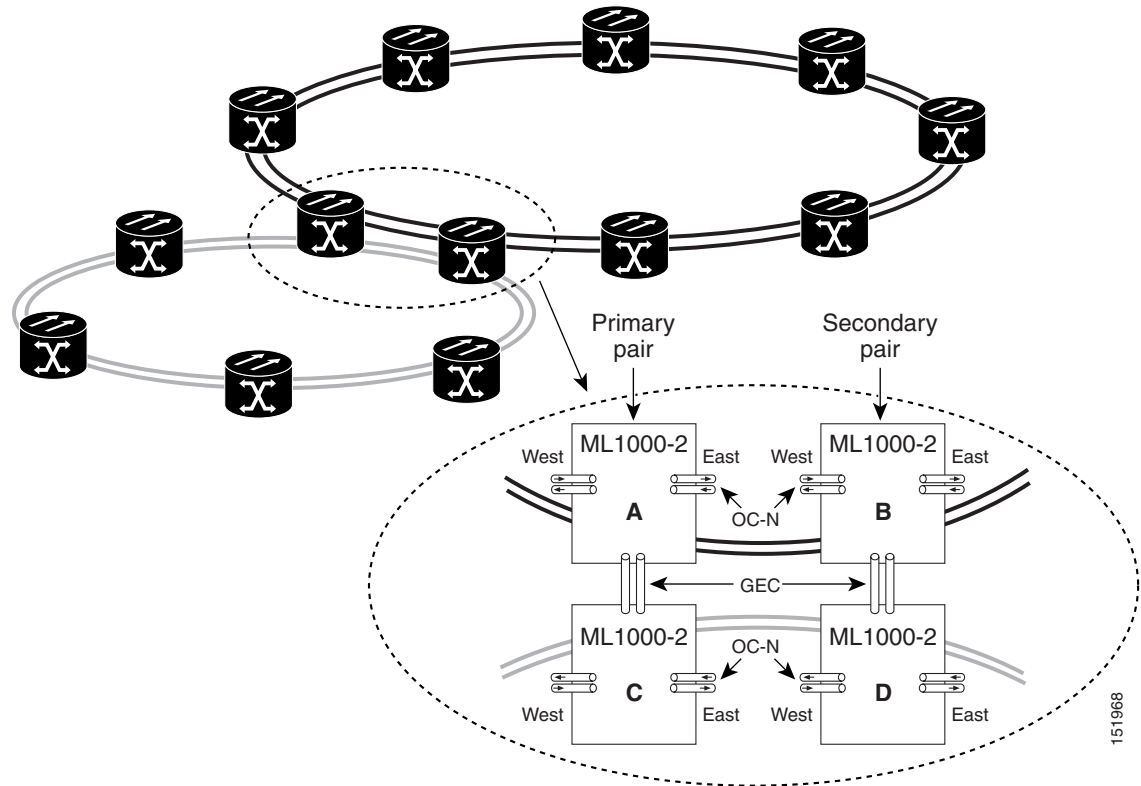 Primary
pair
Secondary
pair
ML1000-2
ML1000-2
West
East
West
East
A
OC-N
B
GEC
ML1000-2
ML1000-2
OC-N
C
D
West
East
West
East
151968